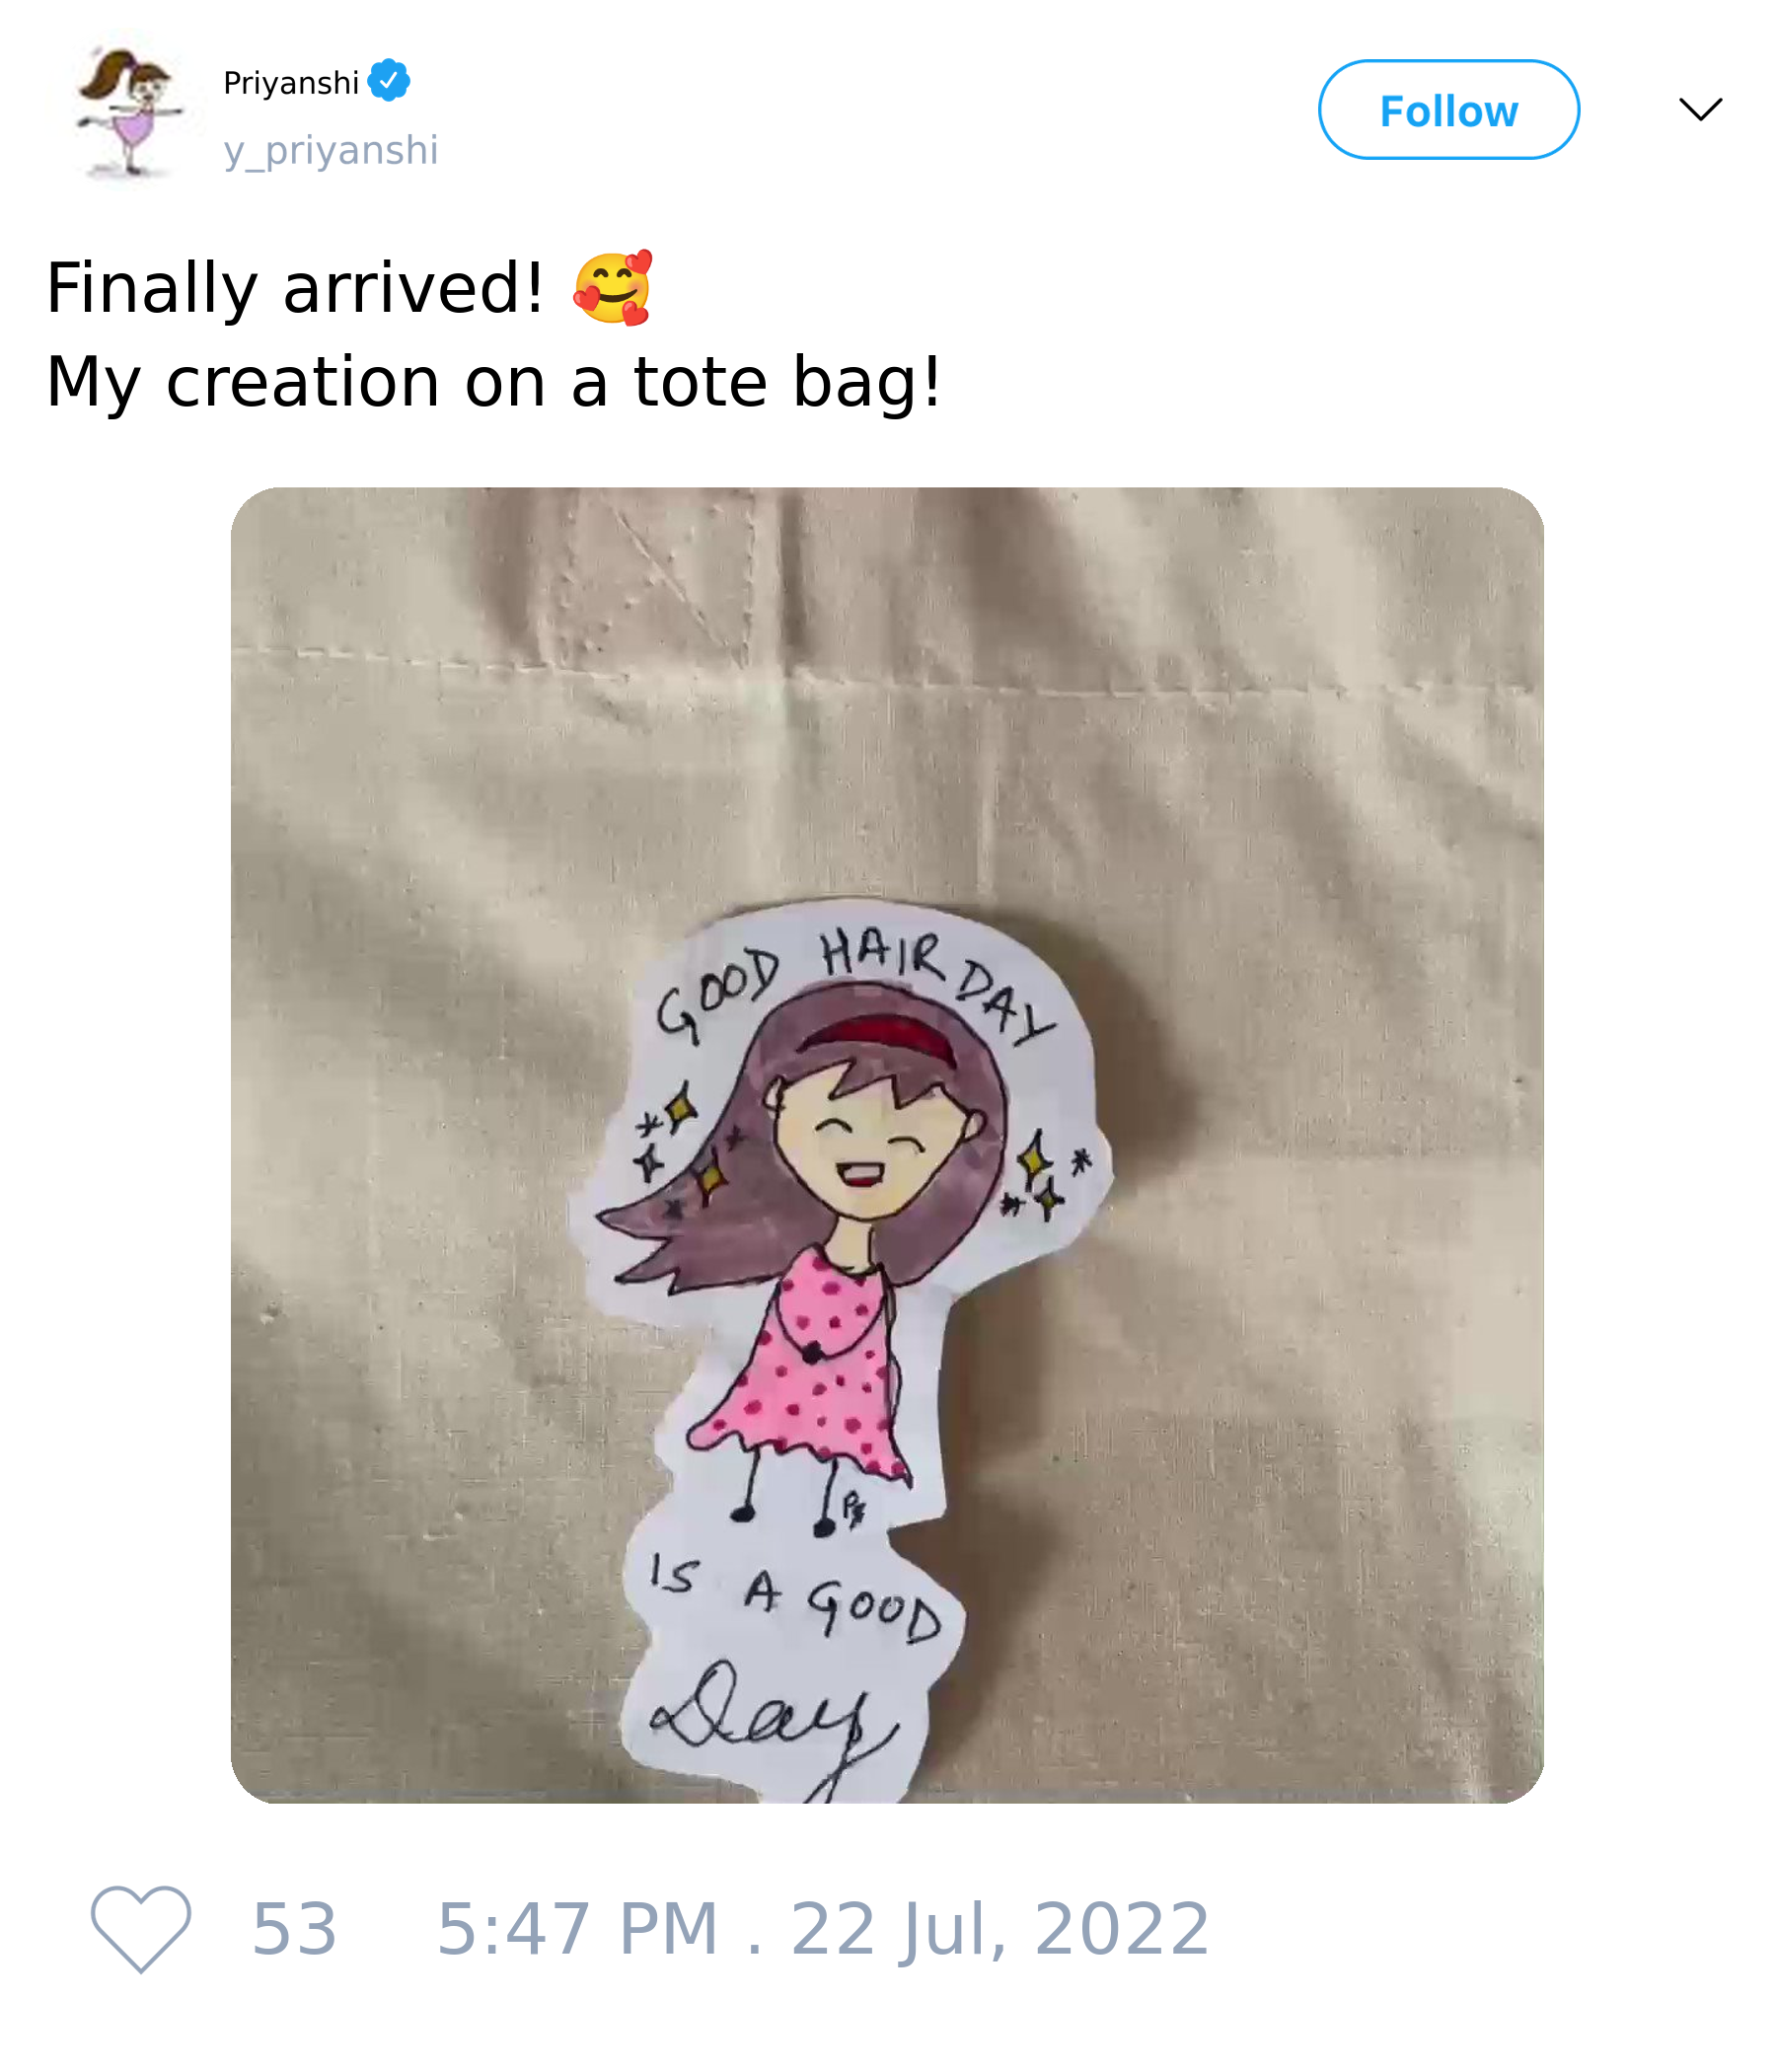 Priyanshi
y_priyanshi
Follow
Finally arrived! 🥰
My creation on a tote bag!
GOOD HAIR DAY
IS A GOOD
Day
53 5:47 PM . 22 Jul, 2022